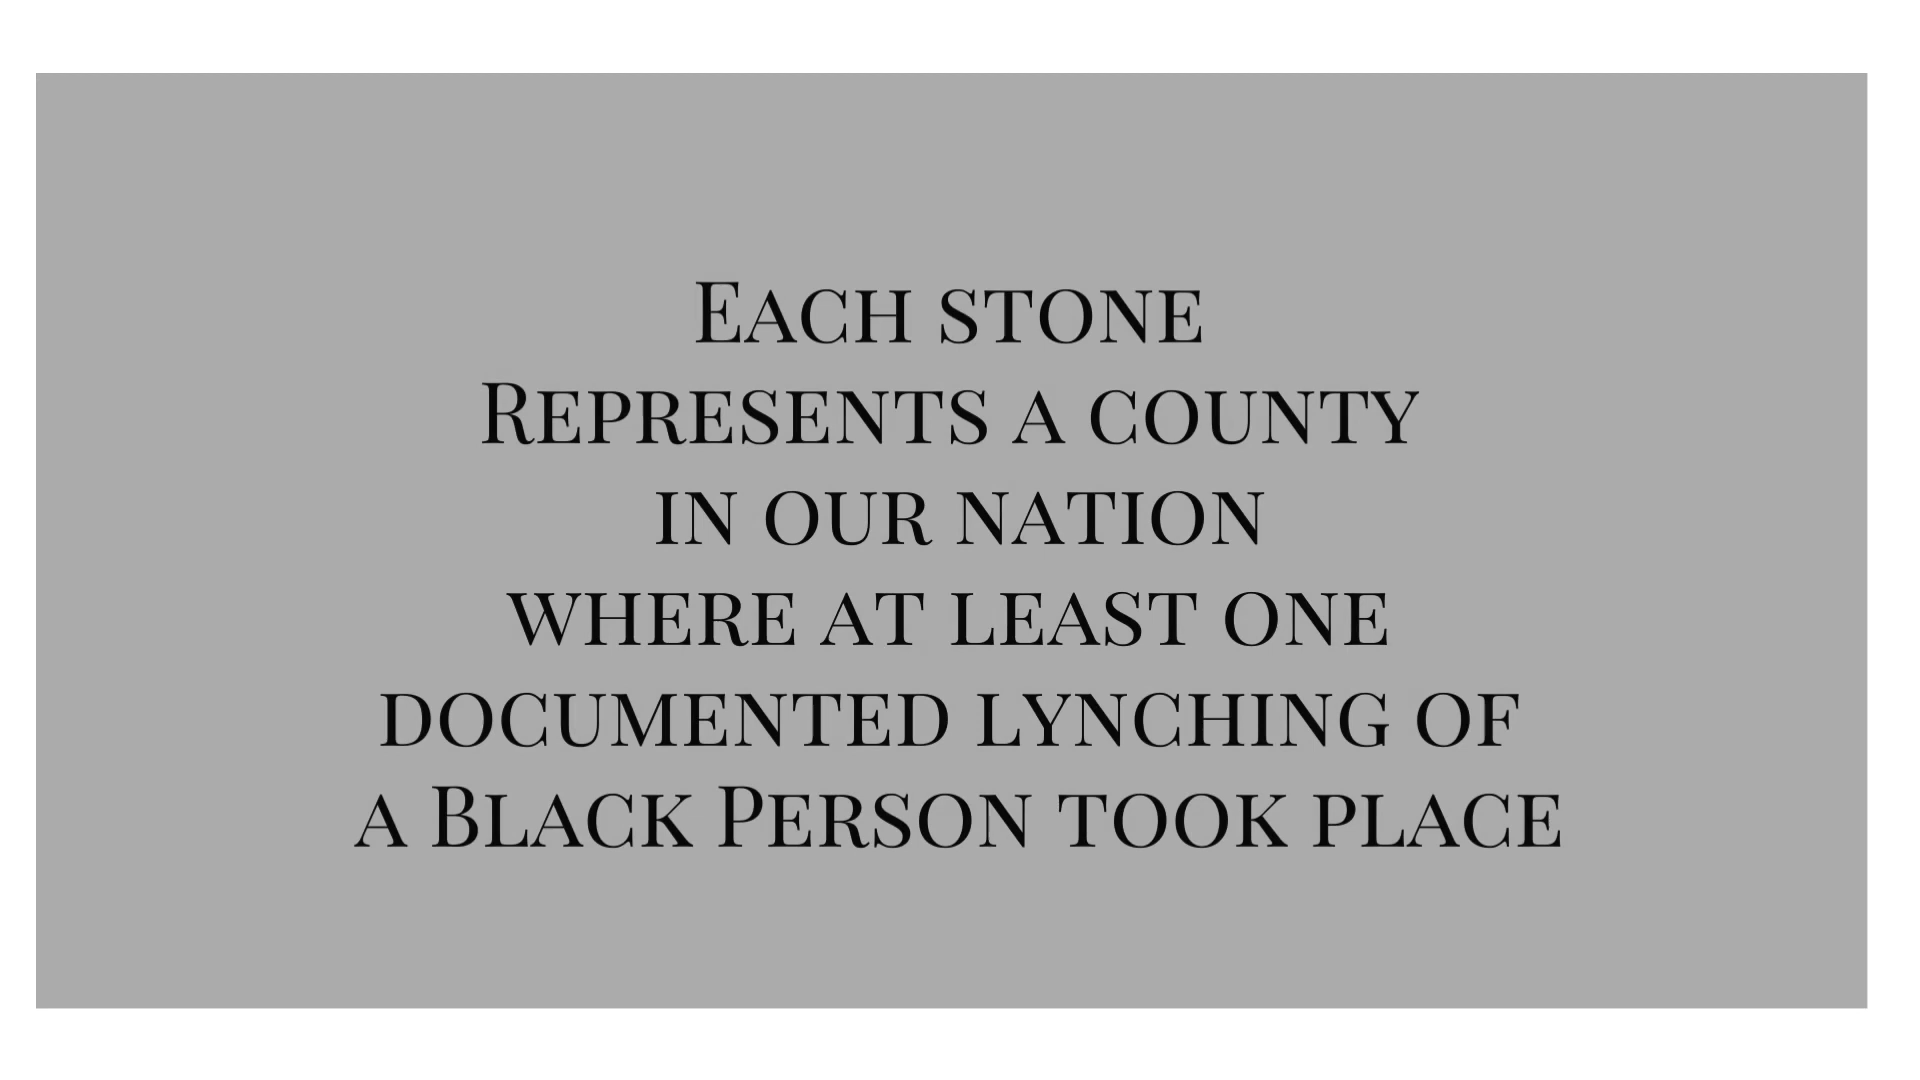 Each stone
Represents a county
in our nation
where at least one
documented lynching of
a Black Person took place